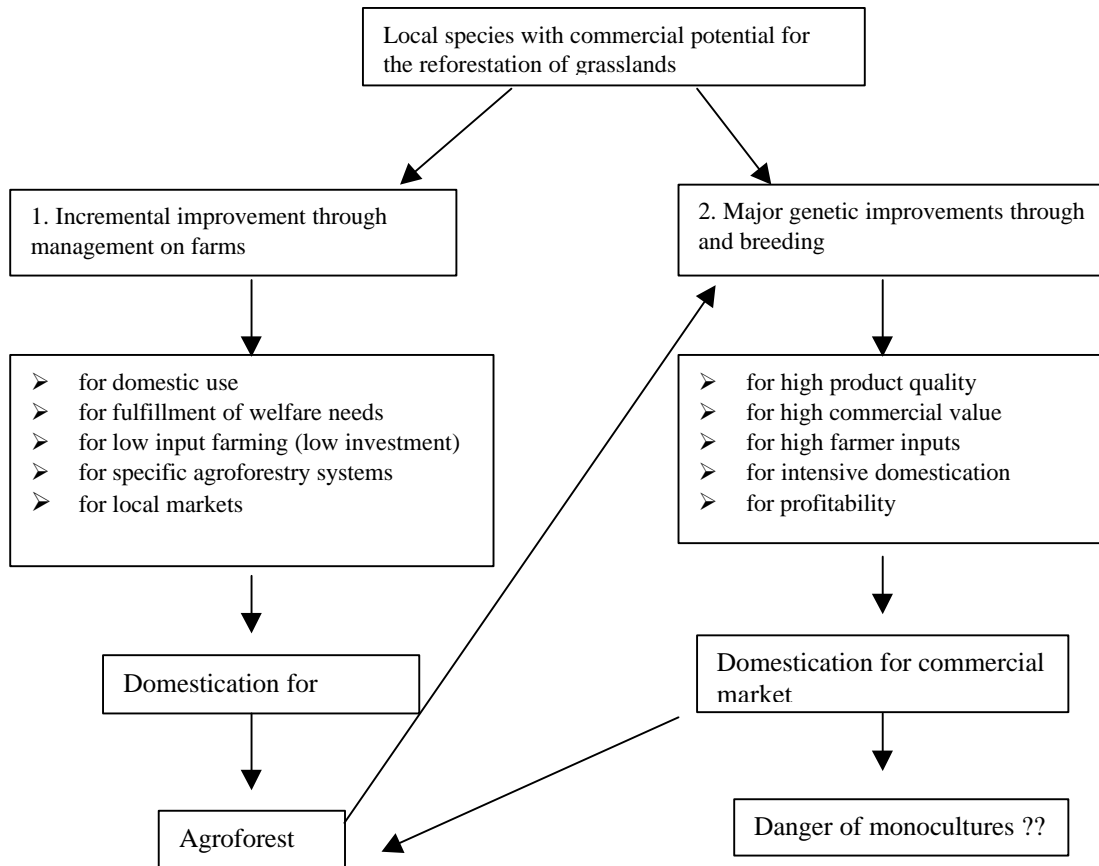 Local species with commercial potential for
the reforestation of grasslands
1. Incremental improvement through
management on farms
2. Major genetic improvements through
and breeding
➢ for domestic use
➢ for fulfillment of welfare needs
➢ for low input farming (low investment)
➢ for specific agroforestry systems
➢ for local markets
➢ for high product quality
➢ for high commercial value
➢ for high farmer inputs
➢ for intensive domestication
➢ for profitability
Domestication for
Domestication for commercial
market
Agroforest
Danger of monocultures ??